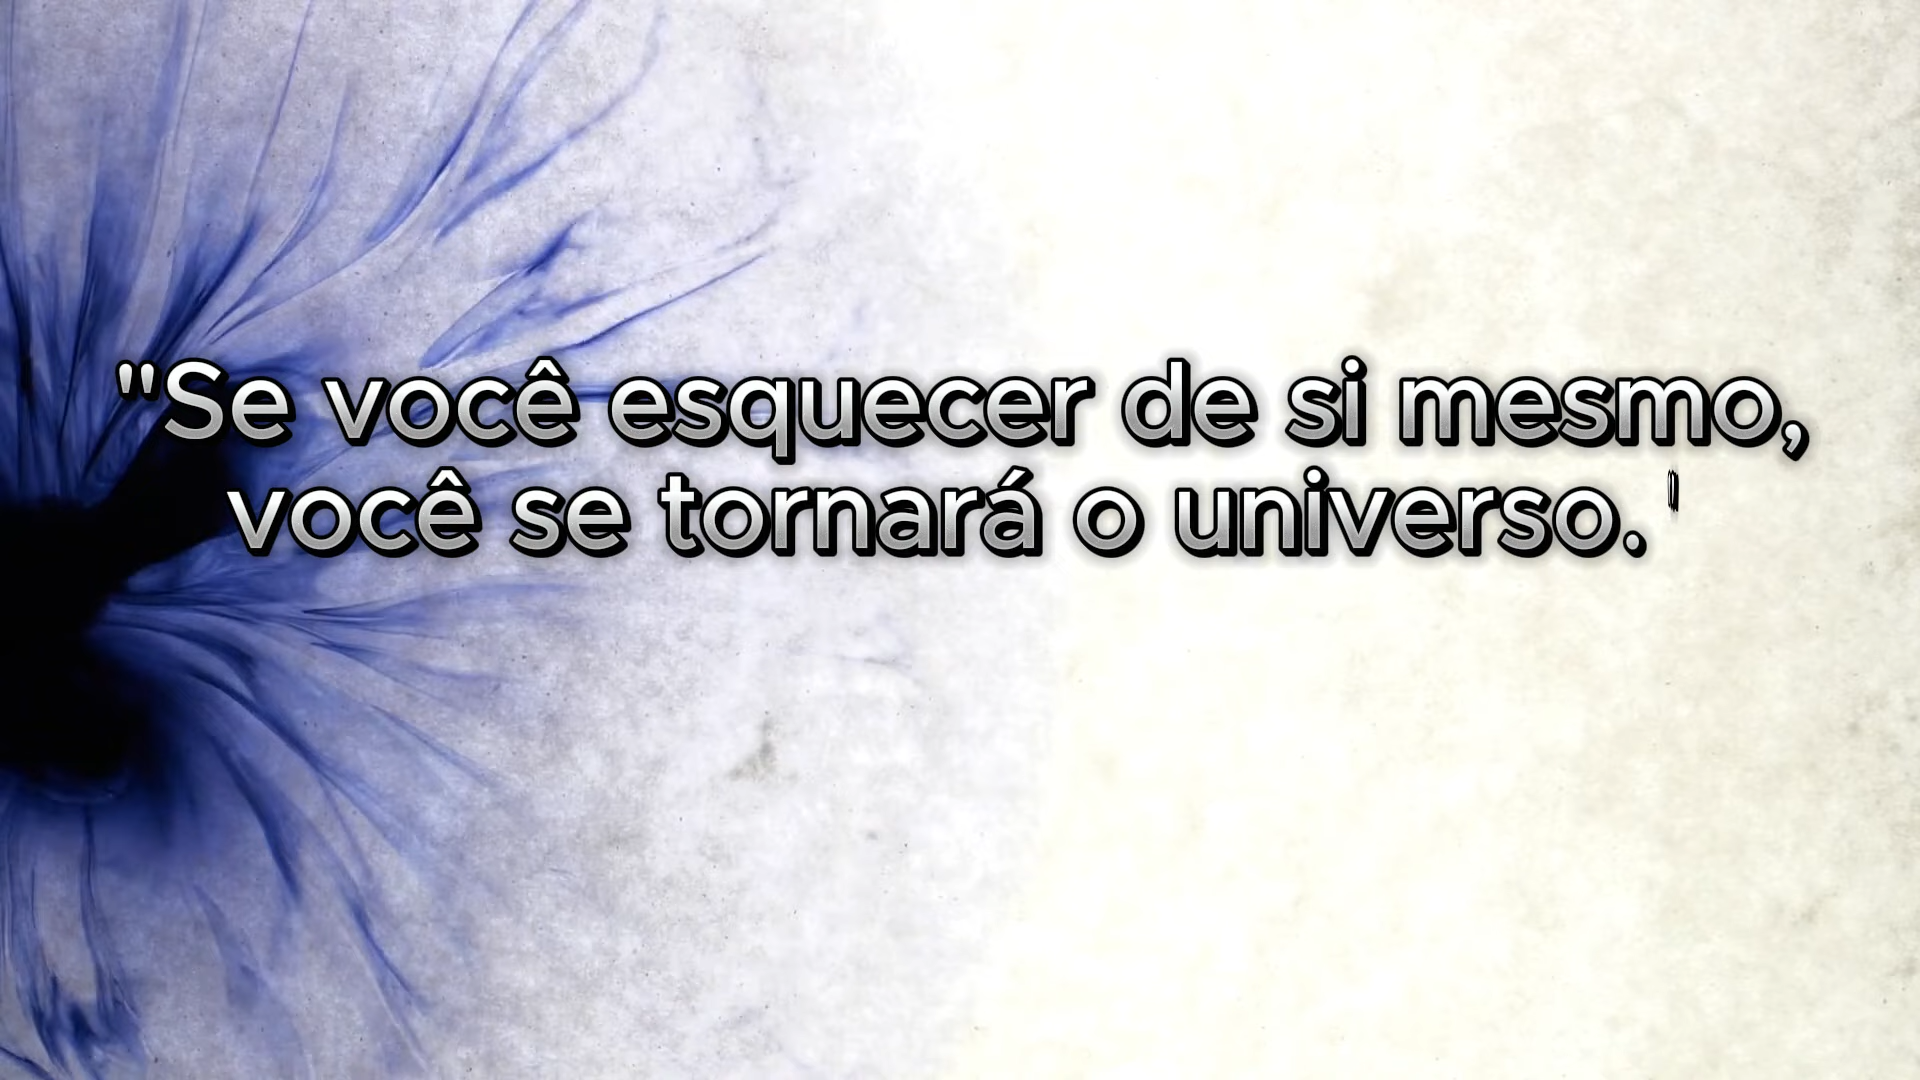 "Se você esquecer de si mesmo,
você se tornará o universo.'